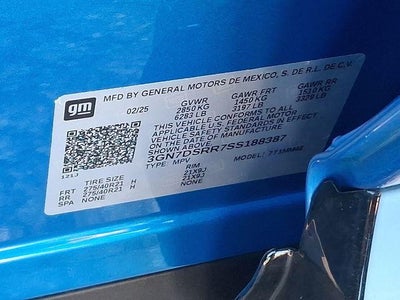 gm
MFD BY GENERAL MOTORS DE MEXICO, S. DE R.L. DE C.V.
02/25 GVWR GAWR FRT GAWR RR
2850 KG 1450 KG 1510 KG
6283 LB 3197 LB 3329 LB
THIS VEHICLE CONFORMS TO ALL
APPLICABLE U.S. FEDERAL MOTOR
VEHICLE SAFETY STANDARDS IN EFFECT
ON THE DATE OF MANUFACTURE
SHOWN ABOVE.
3GN7DSRR7SS188387
TYPE: MPV
1213
TIRE SIZE RIM
FRT 275/40R21 H 21X9J
RR 275/40R21 H 21X9J
SPA NONE NONE